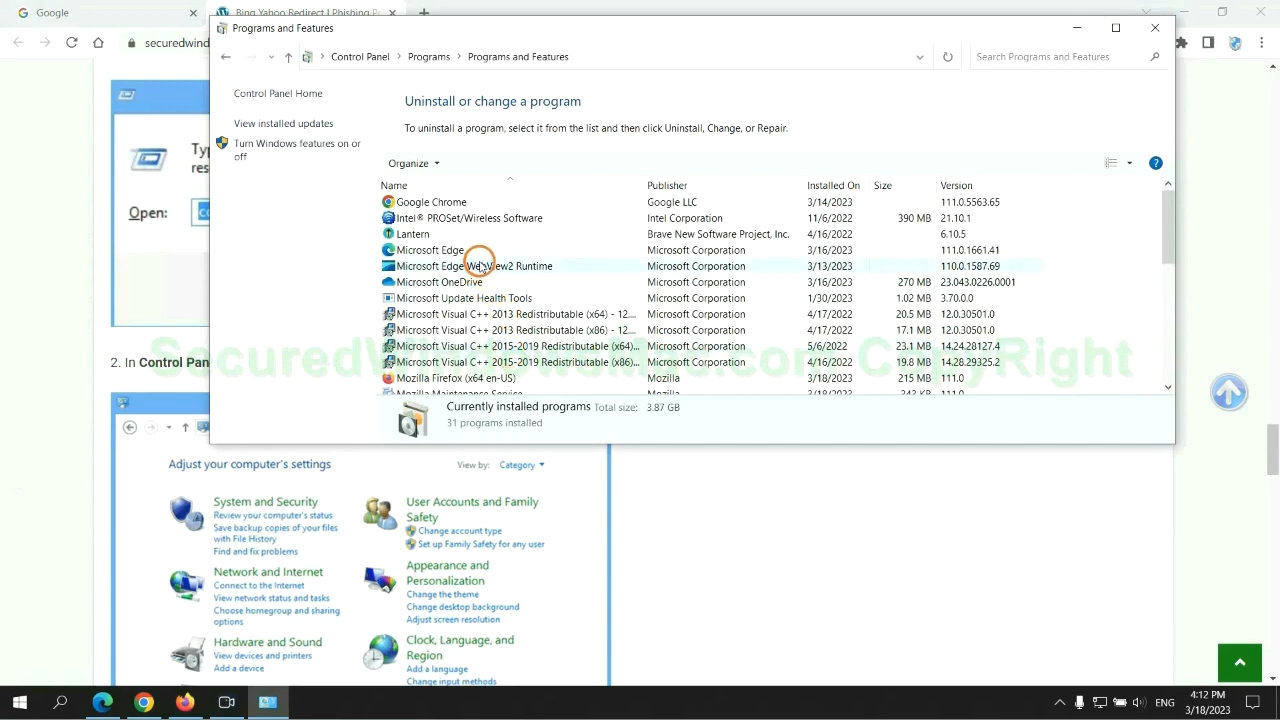 Google
Bing Yahoo Redirect | Phishing P
Programs and Features
securedwind
Control Panel > Programs > Programs and Features
Search Programs and Features
Control Panel Home
View installed updates
Turn Windows features on or
off
Uninstall or change a program
To uninstall a program, select it from the list and then click Uninstall, Change, or Repair.
Organize
Name Publisher Installed On Size Version
Google Chrome Google LLC 3/14/2023 111.0.5563.65
Intel® PROSet/Wireless Software Intel Corporation 11/6/2022 390 MB 21.10.1
Lantern Brave New Software Project, Inc. 4/16/2022 6.10.5
Microsoft Edge Microsoft Corporation 3/16/2023 111.0.1661.41
Microsoft Edge WebView2 Runtime Microsoft Corporation 3/13/2023 110.0.1587.69
Microsoft OneDrive Microsoft Corporation 3/16/2023 270 MB 23.043.0226.0001
Microsoft Update Health Tools Microsoft Corporation 1/30/2023 1.02 MB 3.70.0.0
Microsoft Visual C++ 2013 Redistributable (x64) - 12.... Microsoft Corporation 4/17/2022 20.5 MB 12.0.30501.0
Microsoft Visual C++ 2013 Redistributable (x86) - 12.... Microsoft Corporation 4/17/2022 17.1 MB 12.0.30501.0
Microsoft Visual C++ 2015-2019 Redistributable (x64)... Microsoft Corporation 5/6/2022 23.1 MB 14.24.28127.4
Microsoft Visual C++ 2015-2019 Redistributable (x86)... Microsoft Corporation 4/16/2022 19.8 MB 14.28.29325.2
Mozilla Firefox (x64 en-US) Mozilla 3/18/2023 215 MB 111.0
Mozilla Maintenance Service Mozilla 3/18/2023 343 KB 111.0
Currently installed programs Total size: 3.87 GB
31 programs installed
Ty
res
Open: co
2. In Control Pan
Adjust your computer's settings
View by: Category
System and Security
Review your computer's status
Save backup copies of your files
with File History
Find and fix problems
Network and Internet
Connect to the Internet
View network status and tasks
Choose homegroup and sharing
options
Hardware and Sound
View devices and printers
Add a device
User Accounts and Family
Safety
Change account type
Set up Family Safety for any user
Appearance and
Personalization
Change the theme
Change desktop background
Adjust screen resolution
Clock, Language, and
Region
Add a language
Change input methods
ENG
4:12 PM
3/18/2023